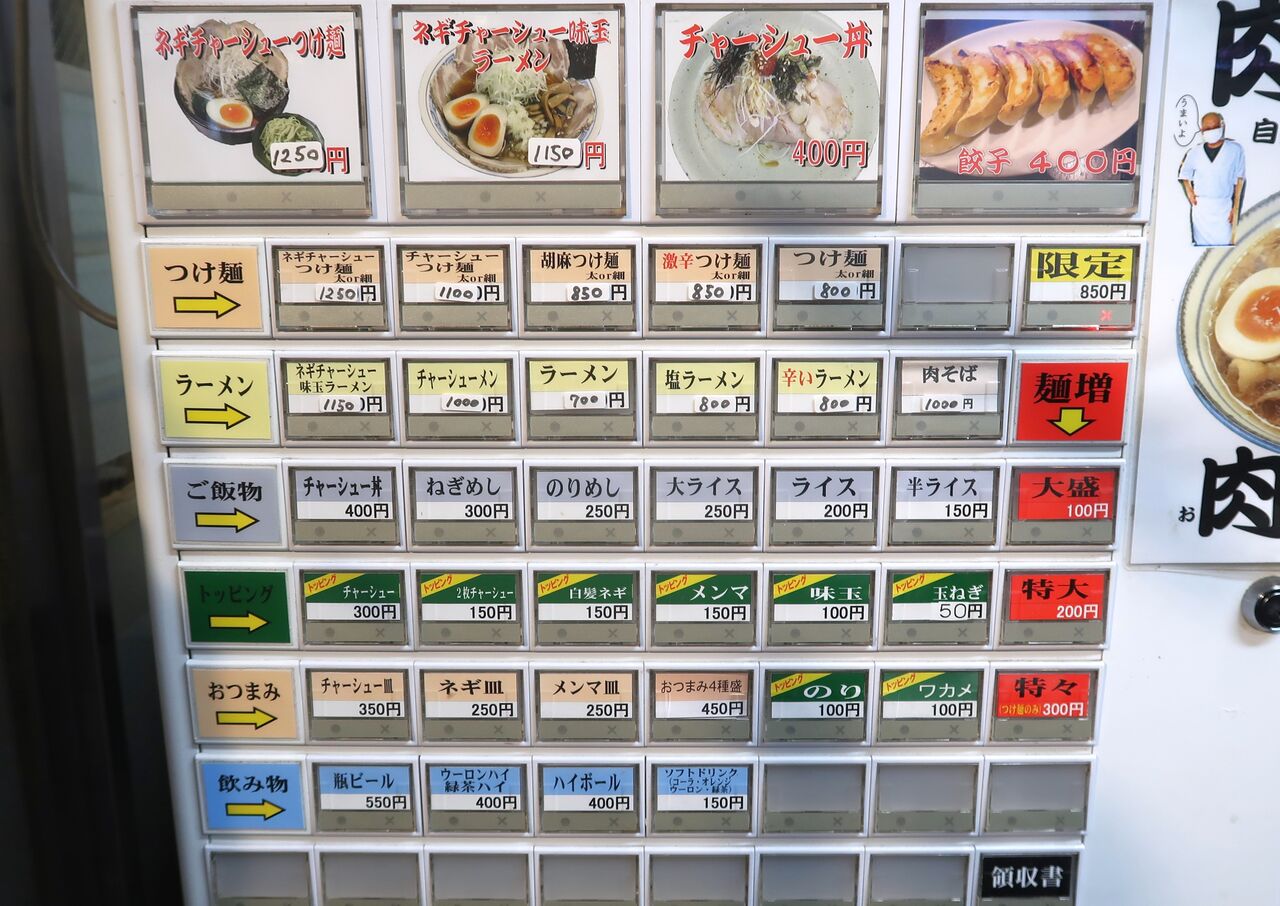 ネギチャーシューつけ麺
1250円
ネギチャーシュー味玉
ラーメン
1150円
チャーシュー丼
400円
餃子 400円
肉
自
うまいよ
つけ麺
ネギチャーシュー
つけ麺
太or細
1250円
チャーシュー
つけ麺
太or細
1100円
胡麻つけ麺
太or細
850円
激辛つけ麺
太or細
850円
つけ麺
太or細
800円
限定
850円
ラーメン
ネギチャーシュー
味玉ラーメン
1150円
チャーシューメン
1000円
ラーメン
700円
塩ラーメン
800円
辛いラーメン
800円
肉そば
1000円
麺増
ご飯物
チャーシュー丼
400円
ねぎめし
300円
のりめし
250円
大ライス
250円
ライス
200円
半ライス
150円
大盛
100円
お肉
トッピング
トッピング
チャーシュー
300円
トッピング
2枚チャーシュー
150円
トッピング
白髪ネギ
150円
トッピング
メンマ
150円
トッピング
味玉
100円
トッピング
玉ねぎ
50円
特大
200円
おつまみ
チャーシュー皿
350円
ネギ皿
250円
メンマ皿
250円
おつまみ4種盛
450円
トッピング
のり
100円
トッピング
ワカメ
100円
特々
(つけ麺のみ)300円
飲み物
瓶ビール
550円
ウーロンハイ
緑茶ハイ
400円
ハイボール
400円
ソフトドリンク
(コーラ・オレンジ
ウーロン・緑茶)
150円
領収書